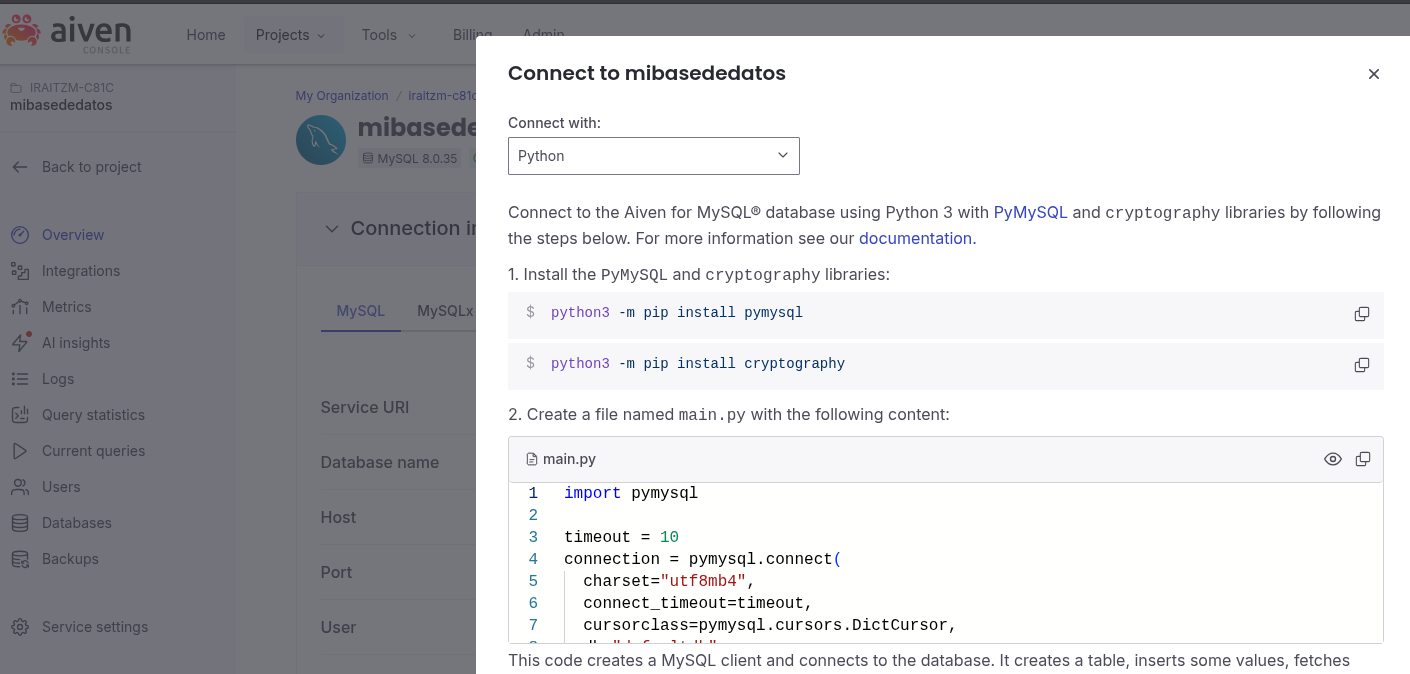 aiven
CONSOLE
Home
Projects
Tools
Billing
Admin
IRAITZM-C81C
mibasededatos
Back to project
Overview
Integrations
Metrics
AI insights
Logs
Query statistics
Current queries
Users
Databases
Backups
Service settings
My Organization / iraitzm-c81c
mibasede
MySQL 8.0.35
Connection in
MySQL
MySQLx
Service URI
Database name
Host
Port
User
Connect to mibasededatos
Connect with:
Python
Connect to the Aiven for MySQL® database using Python 3 with PyMySQL and cryptography libraries by following
the steps below. For more information see our documentation.
1. Install the PyMySQL and cryptography libraries:
$ python3 -m pip install pymysql
$ python3 -m pip install cryptography
2. Create a file named main.py with the following content:
main.py
1 import pymysql
2
3 timeout = 10
4 connection = pymysql.connect(
5 charset="utf8mb4",
6 connect_timeout=timeout,
7 cursorclass=pymysql.cursors.DictCursor,
This code creates a MySQL client and connects to the database. It creates a table, inserts some values, fetches